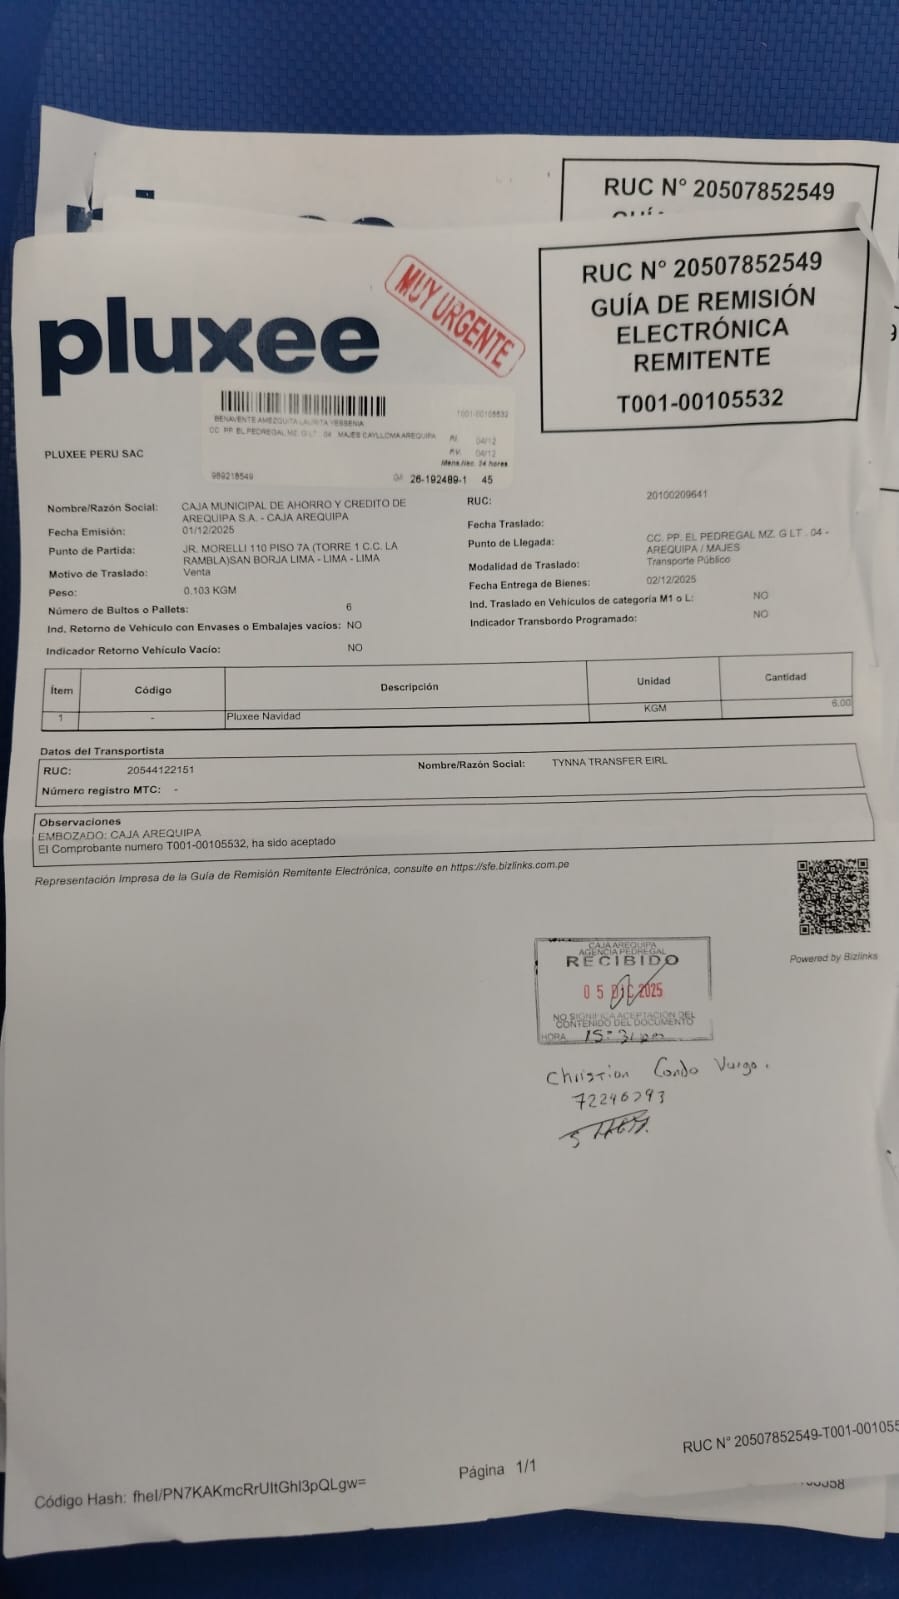 RUC N° 20507852549
pluxee
MUY URGENTE
RUC N° 20507852549
GUÍA DE REMISIÓN
ELECTRÓNICA
REMITENTE
T001-00105532
BENAVENTE AMEZQUITA LAURITA YESSENIA
T001-00105532
CC. PP. EL PEDREGAL MZ. G LT . 04 MAJES CAYLLOMA AREQUIPA
04/12
04/12
Mens./Rec. 24 horas
989218549
26-192489-1 45
PLUXEE PERU SAC
Nombre/Razón Social: CAJA MUNICIPAL DE AHORRO Y CREDITO DE
AREQUIPA S.A. - CAJA AREQUIPA
RUC: 20100209641
Fecha Emisión: 01/12/2025
Fecha Traslado:
Punto de Partida: JR. MORELLI 110 PISO 7A (TORRE 1 C.C. LA
RAMBLA)SAN BORJA LIMA - LIMA - LIMA
Punto de Llegada: CC. PP. EL PEDREGAL MZ. G LT . 04 -
AREQUIPA / MAJES
Motivo de Traslado: Venta
Modalidad de Traslado: Transporte Público
Peso: 0.103 KGM
Fecha Entrega de Bienes: 02/12/2025
Número de Bultos o Pallets: 6
Ind. Traslado en Vehículos de categoría M1 o L: NO
Ind. Retorno de Vehículo con Envases o Embalajes vacíos: NO
Indicador Transbordo Programado: NO
Indicador Retorno Vehículo Vacío: NO
Ítem Código Descripción Unidad Cantidad
1 - Pluxee Navidad KGM 6.00
Datos del Transportista
RUC: 20544122151 Nombre/Razón Social: TYNNA TRANSFER EIRL
Número registro MTC: -
Observaciones
EMBOZADO: CAJA AREQUIPA
El Comprobante numero T001-00105532, ha sido aceptado
Representación Impresa de la Guía de Remisión Remitente Electrónica, consulte en https://sfe.bizlinks.com.pe
Powered by Bizlinks
CAJA AREQUIPA
AGENCIA PEDREGAL
RECIBIDO
05 DIC 2025
NO SIGNIFICA ACEPTACION DEL
CONTENIDO DEL DOCUMENTO
HORA 15:31 pm
Christian Condo Vargo.
72246293
RUC N° 20507852549-T001-001055
Página 1/1
Código Hash: fheI/PN7KAKmcRrUItGhI3pQLgw=